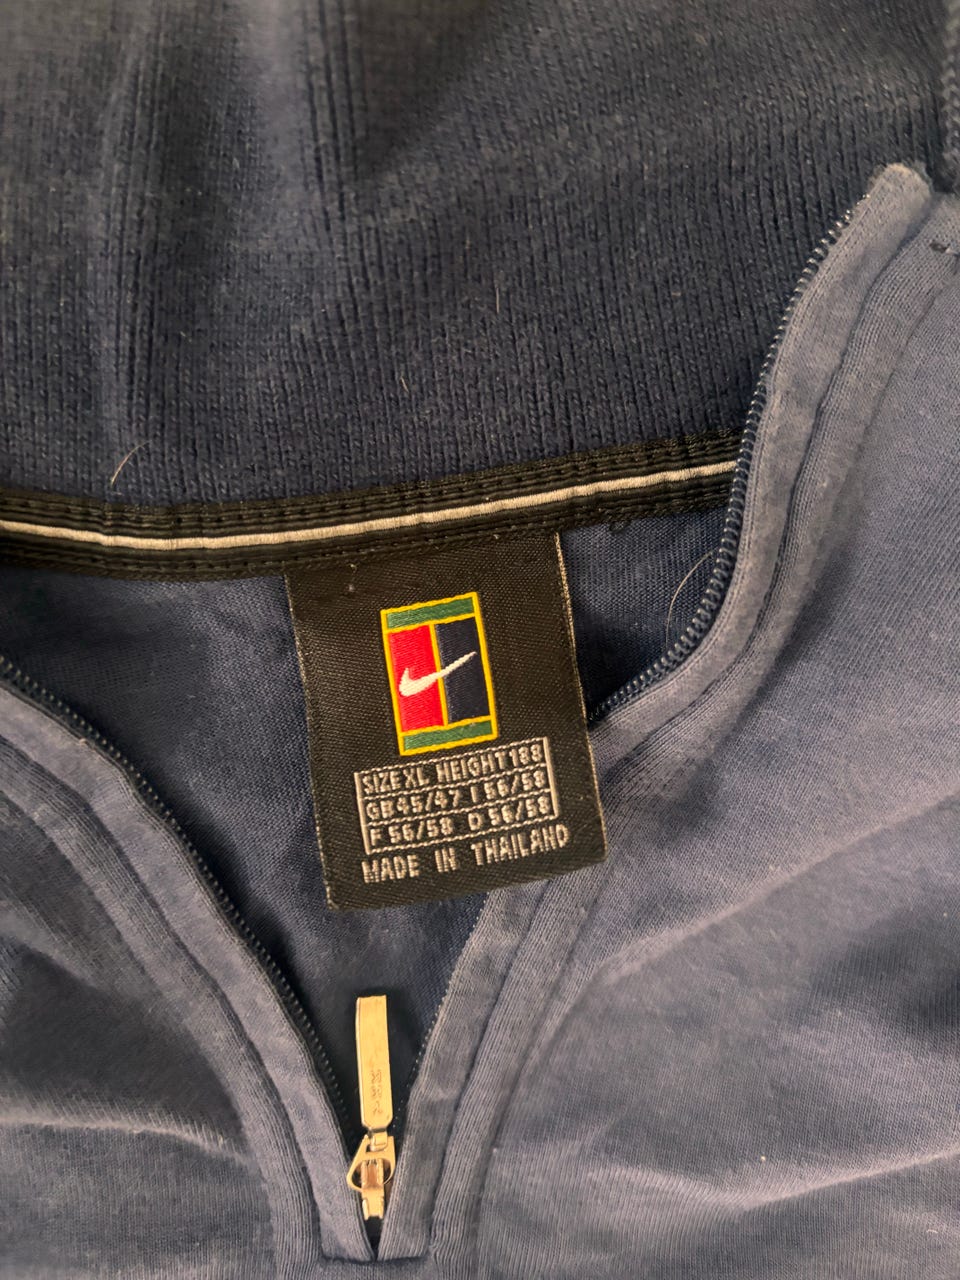 SIZE XL HEIGHT 188
GB 45/47 I 56/58
F 56/58 D 56/58
MADE IN THAILAND